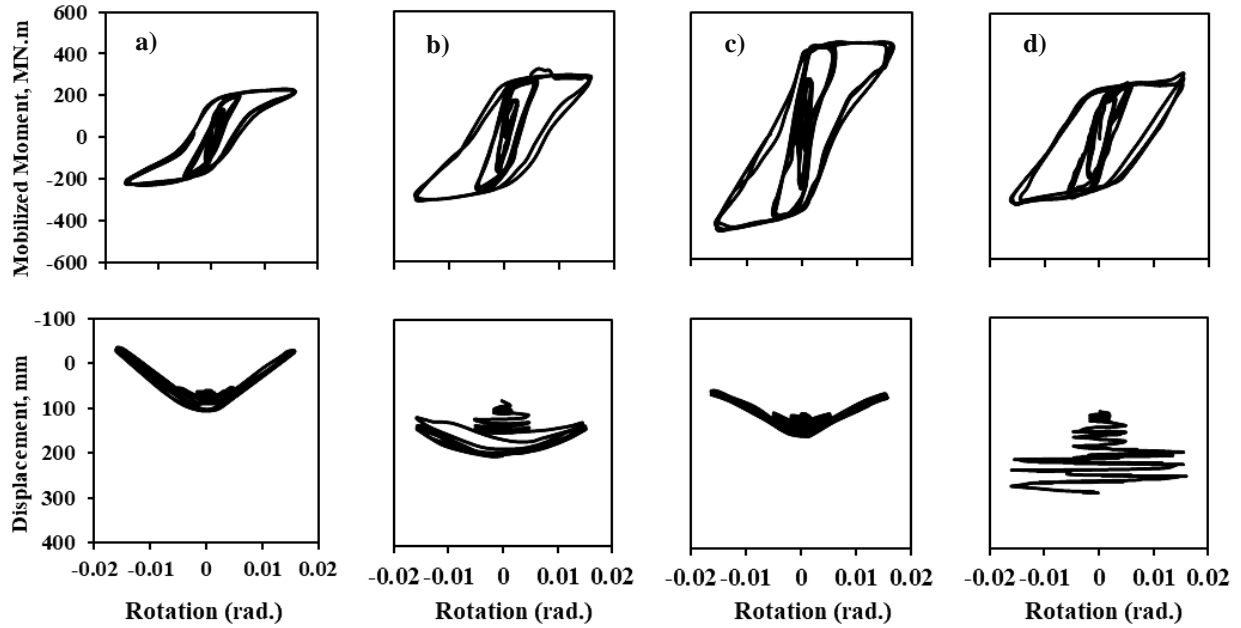 Mobilized Moment, MN.m
600
400
200
0
-200
-400
-600
a)
b)
c)
d)
Displacement, mm
-100
0
100
200
300
400
-0.02 -0.01 0 0.01 0.02
-0.02 -0.01 0 0.01 0.02
-0.02 -0.01 0 0.01 0.02
-0.02 -0.01 0 0.01 0.02
Rotation (rad.)
Rotation (rad.)
Rotation (rad.)
Rotation (rad.)